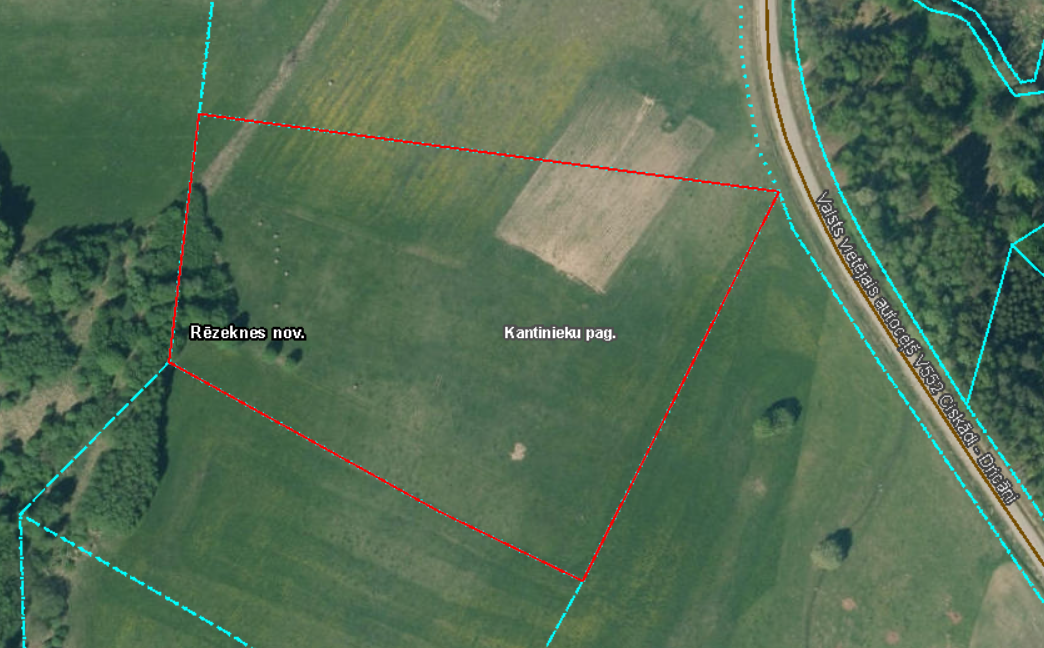 Rēzeknes nov.
Kantinieku pag.
Valsts vietējais autoceļš V552 Ciskādi - Dricāni